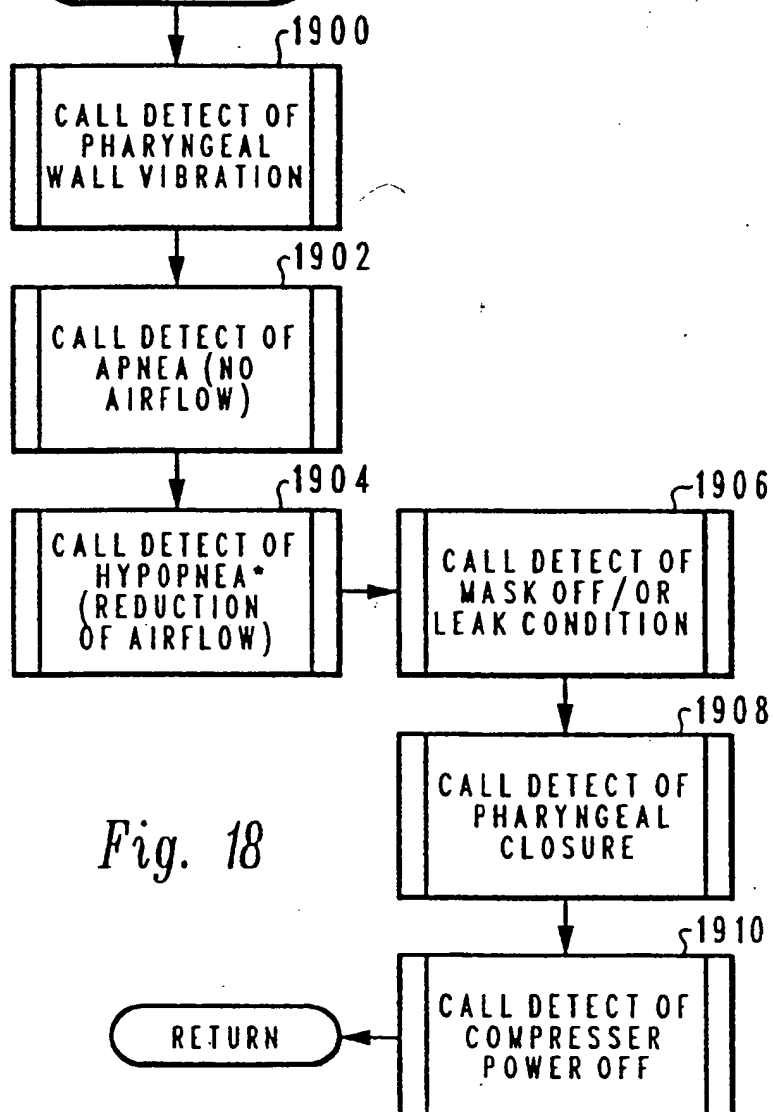 1900
CALL DETECT OF
PHARYNGEAL
WALL VIBRATION
1902
CALL DETECT OF
APNEA (NO
AIRFLOW)
1904
CALL DETECT OF
HYPOPNEA*
(REDUCTION
OF AIRFLOW)
1906
CALL DETECT OF
MASK OFF/OR
LEAK CONDITION
1908
CALL DETECT OF
PHARYNGEAL
CLOSURE
Fig. 18
1910
CALL DETECT OF
COMPRESSER
POWER OFF
RETURN